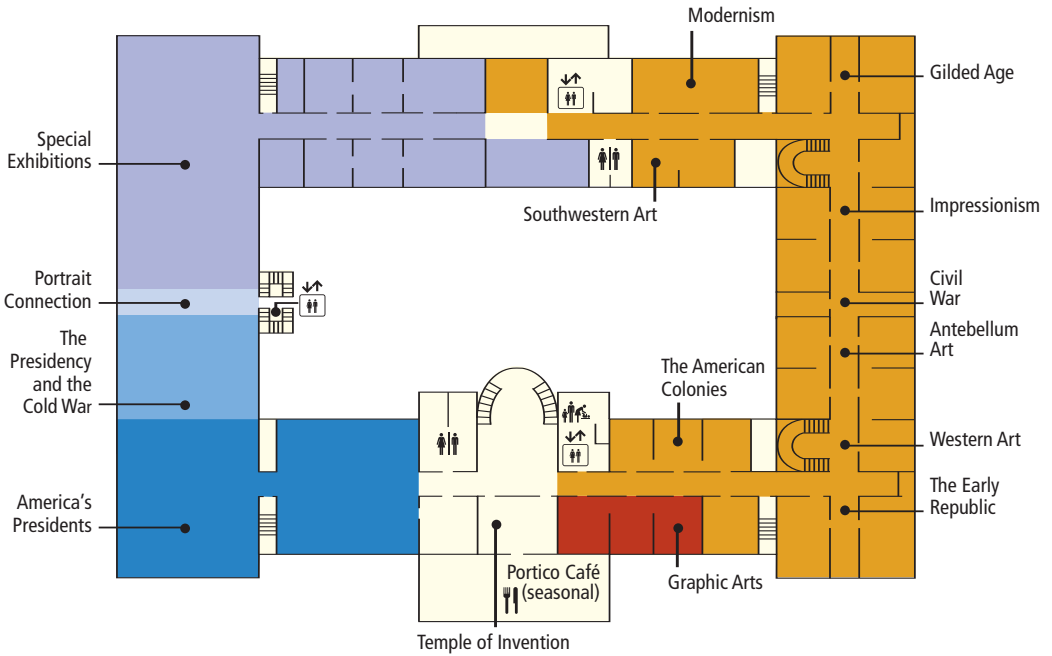 Modernism
Gilded Age
Special
Exhibitions
Southwestern Art
Impressionism
Portrait
Connection
Civil
War
The
Presidency
and the
Cold War
Antebellum
Art
The American
Colonies
Western Art
America's
Presidents
The Early
Republic
Portico Café
(seasonal)
Graphic Arts
Temple of Invention